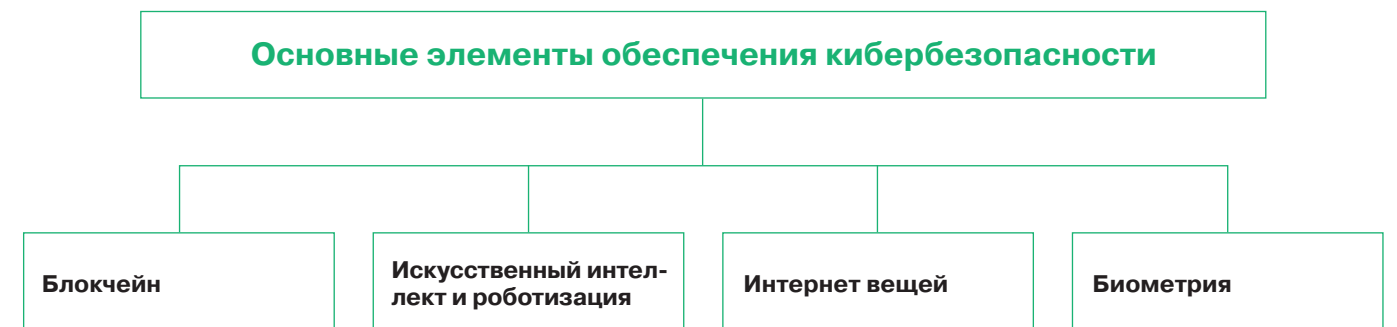 Основные элементы обеспечения кибербезопасности
Блокчейн
Искусственный интел-
лект и роботизация
Интернет вещей
Биометрия